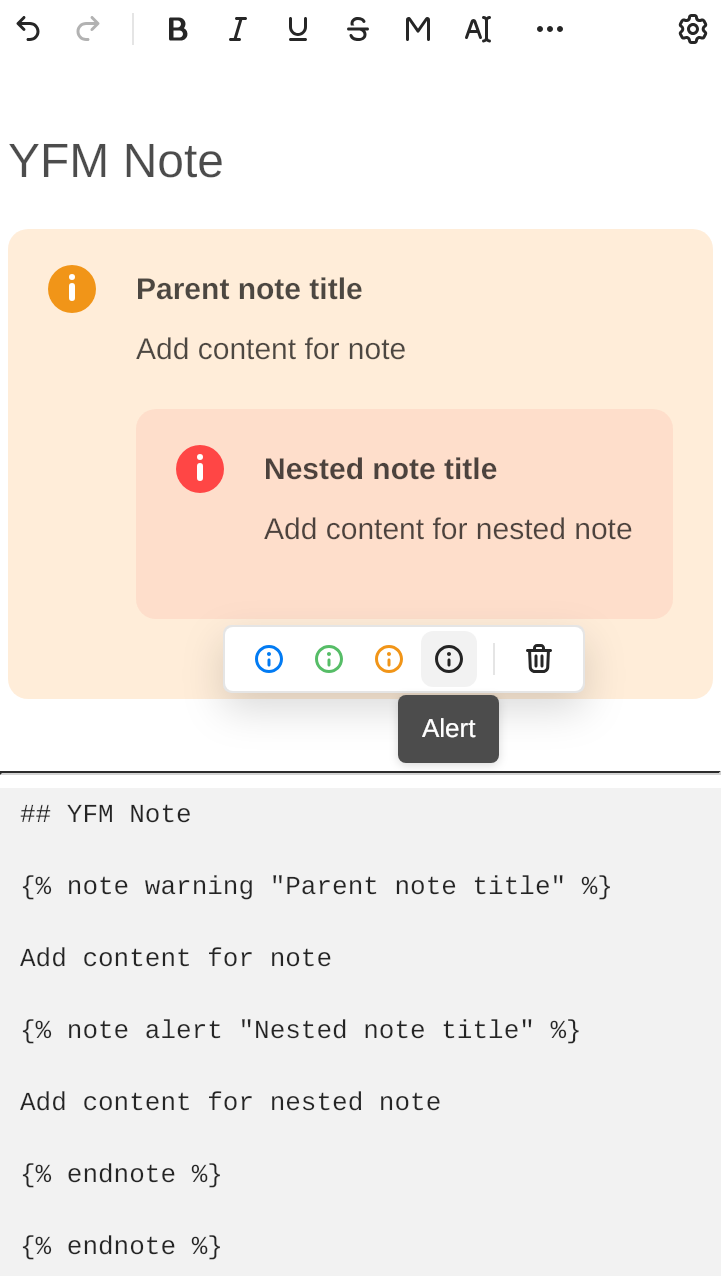 B I U S M AI
YFM Note
Parent note title
Add content for note
Nested note title
Add content for nested note
Alert
## YFM Note
{% note warning "Parent note title" %}
Add content for note
{% note alert "Nested note title" %}
Add content for nested note
{% endnote %}
{% endnote %}